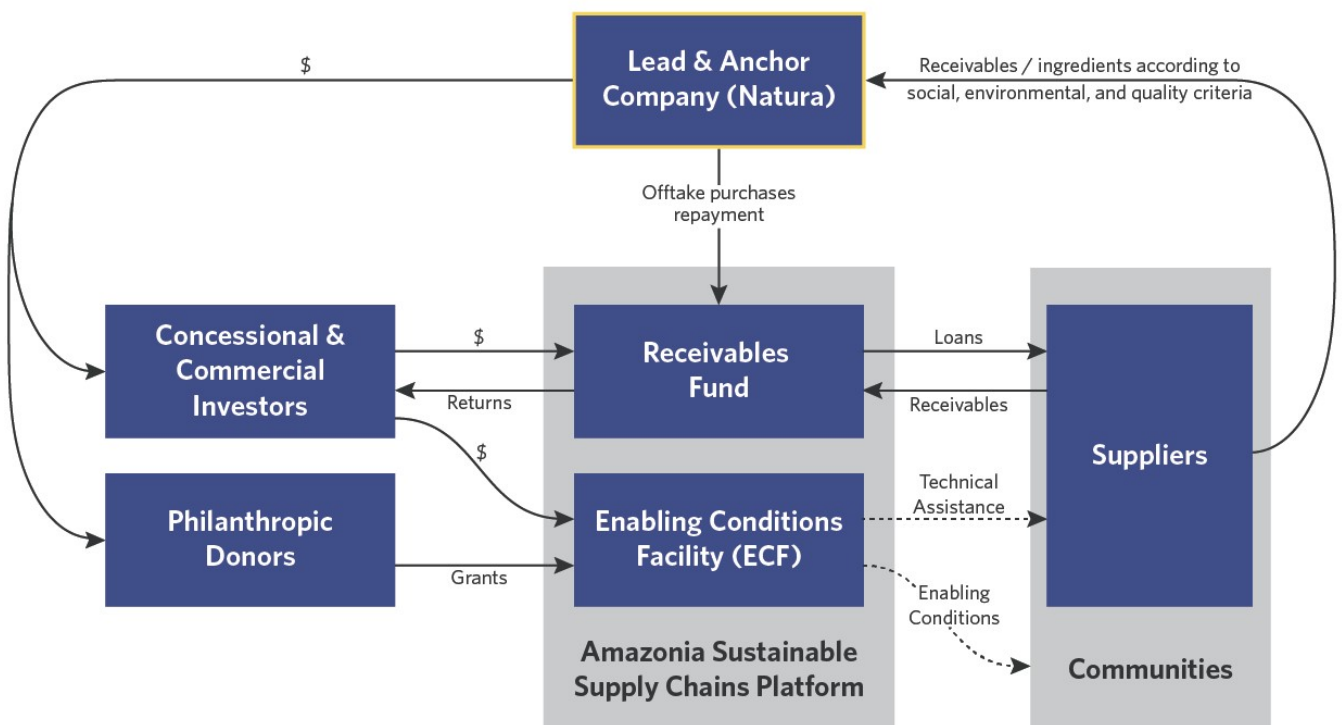 $
Lead & Anchor
Company (Natura)
Receivables / ingredients according to
social, environmental, and quality criteria
Offtake purchases
repayment
Concessional &
Commercial
Investors
$
Returns
$
Receivables
Fund
Loans
Receivables
Suppliers
Philanthropic
Donors
Grants
Enabling Conditions
Facility (ECF)
Technical
Assistance
Enabling
Conditions
Amazonia Sustainable
Supply Chains Platform
Communities